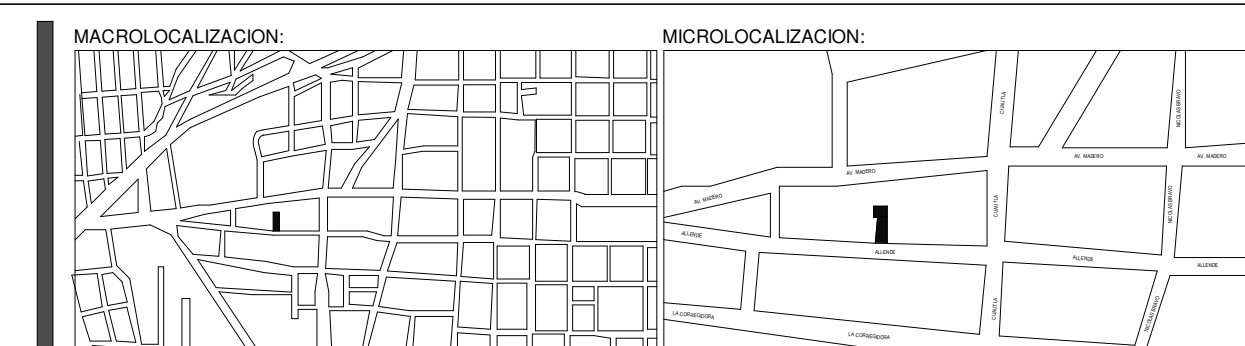 MACROLOCALIZACION:
MICROLOCALIZACION:
CUAUTLA
NICOLAS BRAVO
AV. MADERO
AV. MADERO
AV. MADERO
AV. MADERO
CUAUTLA
NICOLAS BRAVO
ALLENDE
ALLENDE
ALLENDE
ALLENDE
CUAUTLA
NICOLAS BRAVO
LA CORREGIDORA
LA CORREGIDORA